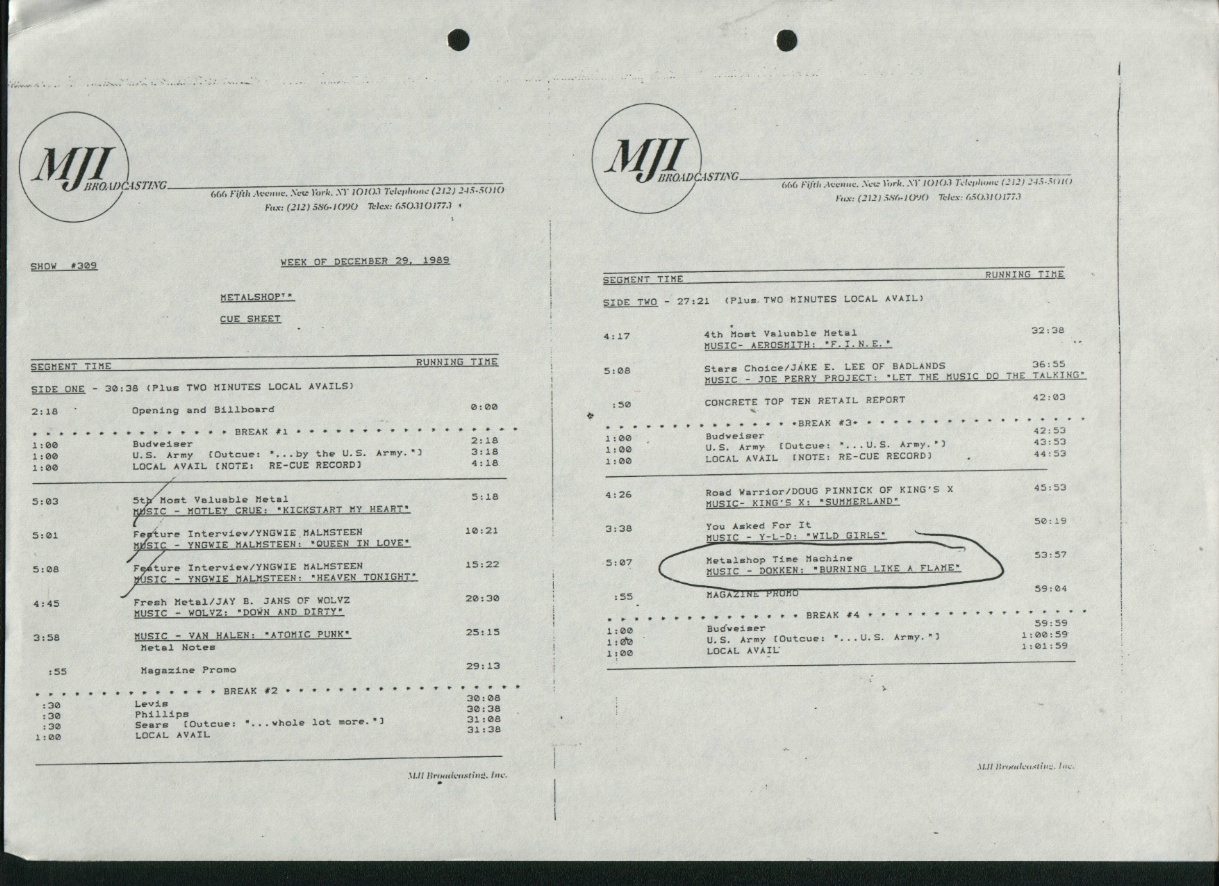 MJI
BROADCASTING
666 Fifth Avenue, New York, NY 10103 Telephone (212) 245-5010
Fax: (212) 586-1090 Telex: 6503101773
SHOW #309 WEEK OF DECEMBER 29, 1989
METALSHOP™
CUE SHEET
SEGMENT TIME RUNNING TIME
SIDE ONE - 30:38 (Plus TWO MINUTES LOCAL AVAILS)
2:18 Opening and Billboard 0:00
* * * * * * * * * * * * * * BREAK #1 * * * * * * * * * * * * * * * * *
1:00 Budweiser 2:18
1:00 U.S. Army [Outcue: "...by the U.S. Army."] 3:18
1:00 LOCAL AVAIL [NOTE: RE-CUE RECORD] 4:18
5:03 5th Most Valuable Metal 5:18
MUSIC - MOTLEY CRUE: "KICKSTART MY HEART"
5:01 Feature Interview/YNGWIE MALMSTEEN 10:21
MUSIC - YNGWIE MALMSTEEN: "QUEEN IN LOVE"
5:08 Feature Interview/YNGWIE MALMSTEEN 15:22
MUSIC - YNGWIE MALMSTEEN: "HEAVEN TONIGHT"
4:45 Fresh Metal/JAY B. JANS OF WOLVZ 20:30
MUSIC - WOLVZ: "DOWN AND DIRTY"
3:58 MUSIC - VAN HALEN: "ATOMIC PUNK" 25:15
Metal Notes
:55 Magazine Promo 29:13
* * * * * * * * * * * * * BREAK #2 * * * * * * * * * * * * * * * * *
:30 Levis 30:08
:30 Phillips 30:38
:30 Sears [Outcue: "...whole lot more."] 31:08
1:00 LOCAL AVAIL 31:38
MJI Broadcasting, Inc.
MJI
BROADCASTING
666 Fifth Avenue, New York, NY 10103 Telephone (212) 245-5010
Fax: (212) 586-1090 Telex: 6503101773
SEGMENT TIME RUNNING TIME
SIDE TWO - 27:21 (Plus TWO MINUTES LOCAL AVAIL)
4:17 4th Most Valuable Metal 32:38
MUSIC- AEROSMITH: "F.I.N.E."
5:08 Stars Choice/JAKE E. LEE OF BADLANDS 36:55
MUSIC - JOE PERRY PROJECT: "LET THE MUSIC DO THE TALKING"
:50 CONCRETE TOP TEN RETAIL REPORT 42:03
* * * * * * * * * * * * * *BREAK #3* * * * * * * * * * * * * *
1:00 Budweiser 42:53
1:00 U.S. Army [Outcue: "...U.S. Army."] 43:53
1:00 LOCAL AVAIL [NOTE: RE-CUE RECORD] 44:53
4:26 Road Warrior/DOUG PINNICK OF KING'S X 45:53
MUSIC- KING'S X: "SUMMERLAND"
3:38 You Asked For It 50:19
MUSIC - Y-L-D: "WILD GIRLS"
5:07 Metalshop Time Machine 53:57
MUSIC - DOKKEN: "BURNING LIKE A FLAME"
:55 MAGAZINE PROMO 59:04
* * * * * * * * * * * * * * BREAK #4 * * * * * * * * * * * * * * *
1:00 Budweiser 59:59
1:00 U.S. Army [Outcue: "...U.S. Army."] 1:00:59
1:00 LOCAL AVAIL 1:01:59
MJI Broadcasting, Inc.